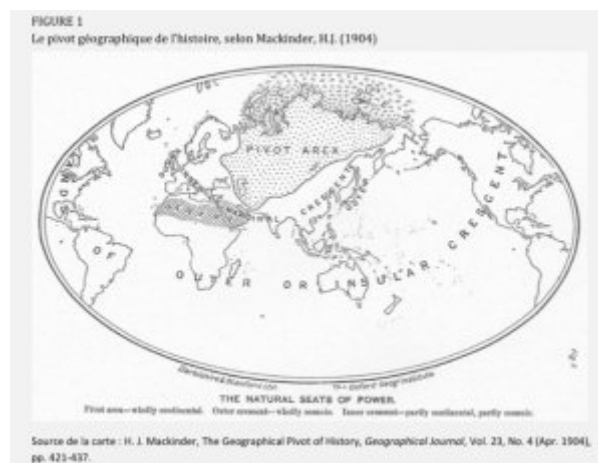 FIGURE 1
Le pivot géographique de l'histoire, selon Mackinder, H.J. (1904)
PIVOT AREA
LANDS
OF
OUTER OR INSULAR CRESCENT
CRESCENT
THE NATURAL SEATS OF POWER.
Pivot area—wholly continental. Outer crescent—wholly oceanic. Inner crescent—partly continental, partly oceanic.
Source de la carte : H. J. Mackinder, The Geographical Pivot of History, Geographical Journal, Vol. 23, No. 4 (Apr. 1904),
pp. 421-437.